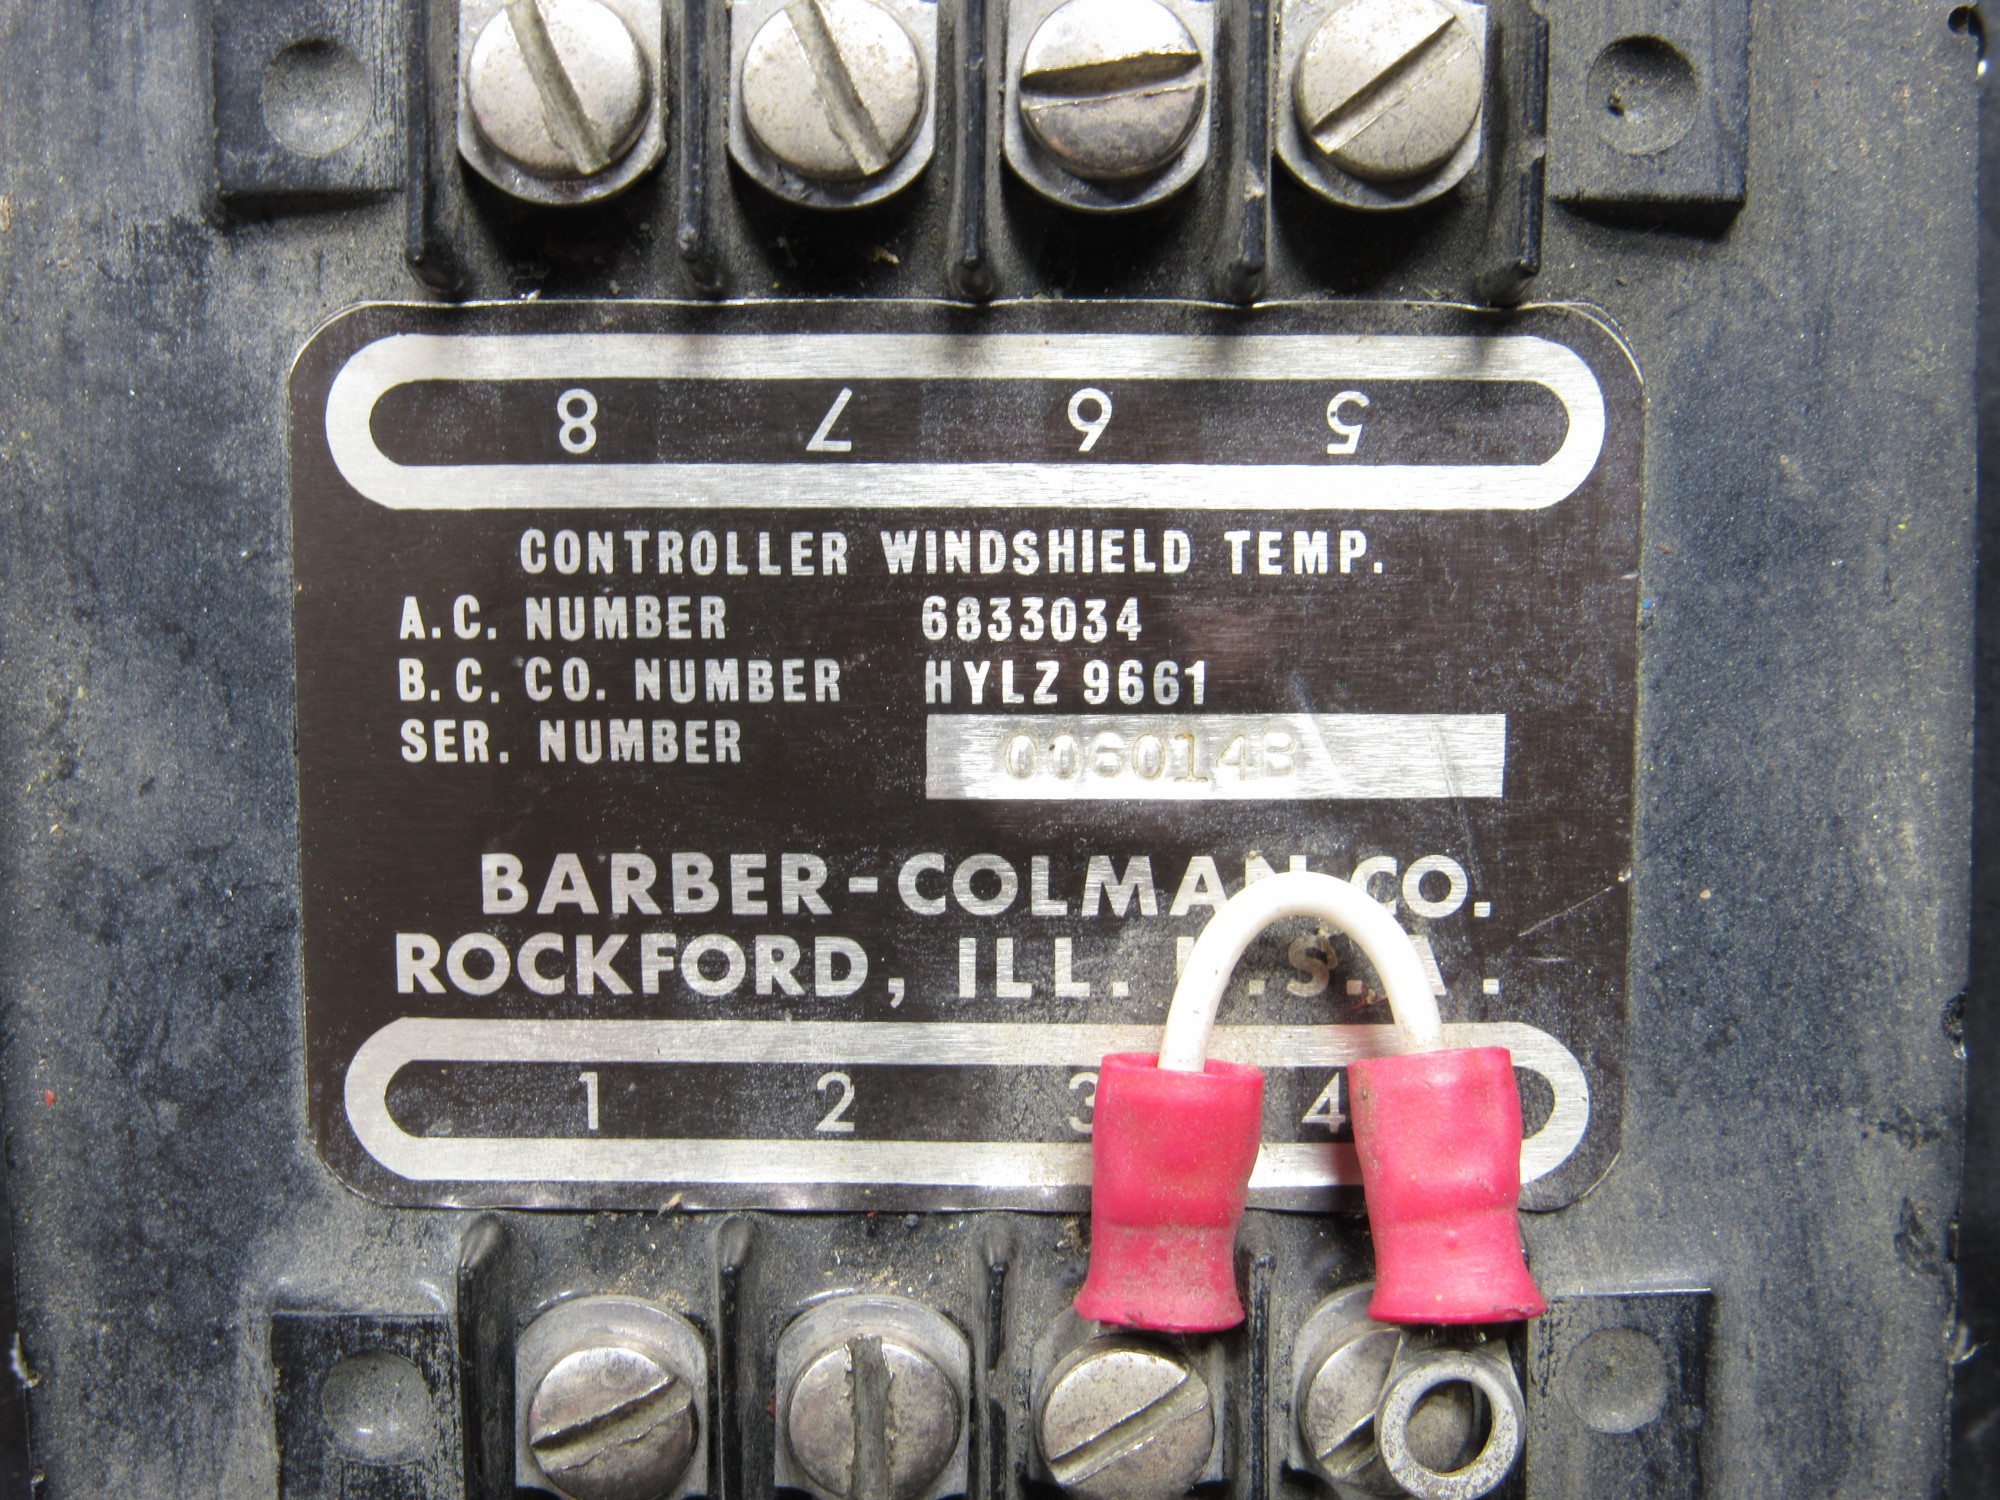 8 7 6 5
CONTROLLER WINDSHIELD TEMP.
A.C. NUMBER 6833034
B.C. CO. NUMBER HYLZ 9661
SER. NUMBER 006014B
BARBER-COLMAN CO.
ROCKFORD, ILL. U.S.A.
1 2 3 4